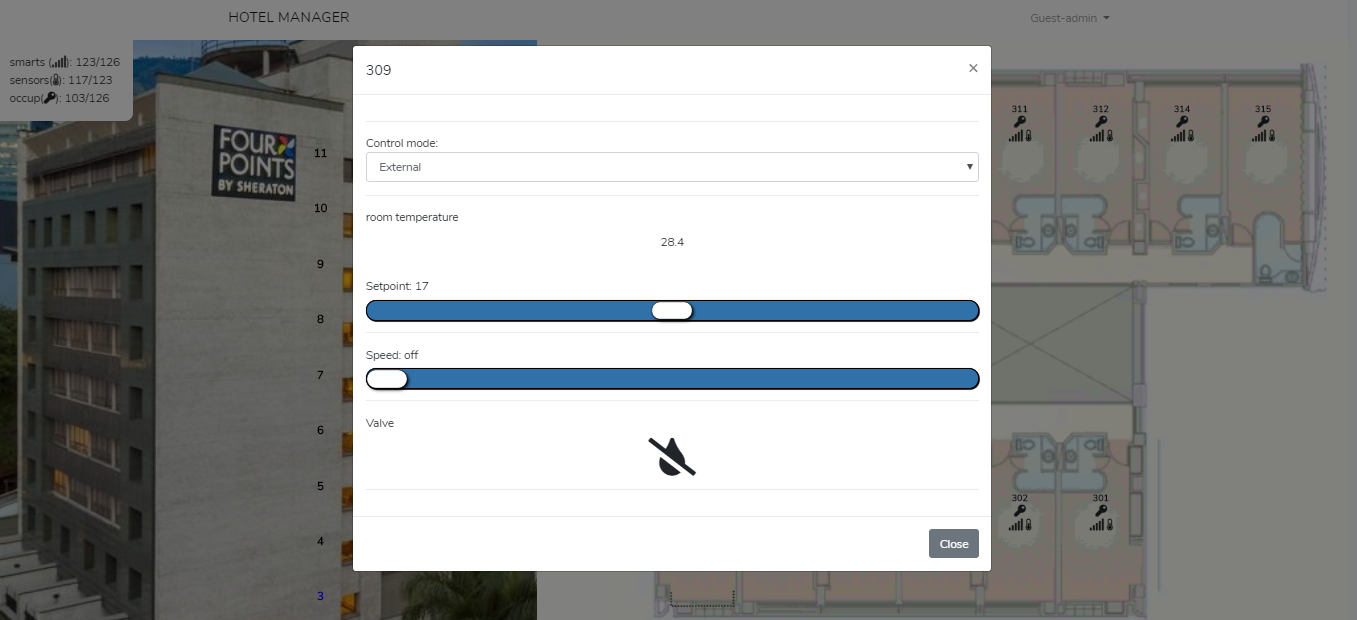 HOTEL MANAGER
Guest-admin
smarts (): 123/126
sensors(): 117/123
occup(): 103/126
FOUR
POINTS
BY SHERATON
11
10
9
8
7
6
5
4
3
309
×
Control mode:
External
room temperature
28.4
Setpoint: 17
Speed: off
Valve
Close
311
312
314
315
302
301